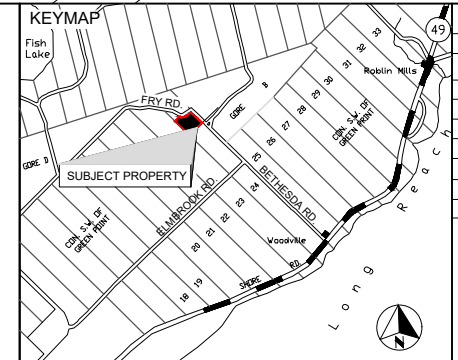 KEYMAP
Fish
Lake
49
Roblin Mills
33
32
31
30
29
28
27
26
25
GORE B
CON. S.W. OF
GREEN POINT
FRY RD.
GORE D
SUBJECT PROPERTY
ELMBROOK RD.
BETHESDA RD.
24
23
22
21
20
19
18
CON. S.W. OF
GREEN POINT
Woodville
SHORE RD.
Long Reach
N